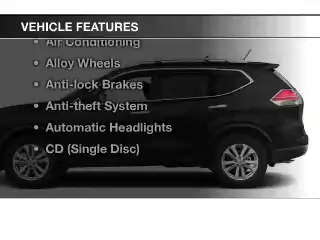 VEHICLE FEATURES
• Air Conditioning
• Alloy Wheels
• Anti-lock Brakes
• Anti-theft System
• Automatic Headlights
• CD (Single Disc)